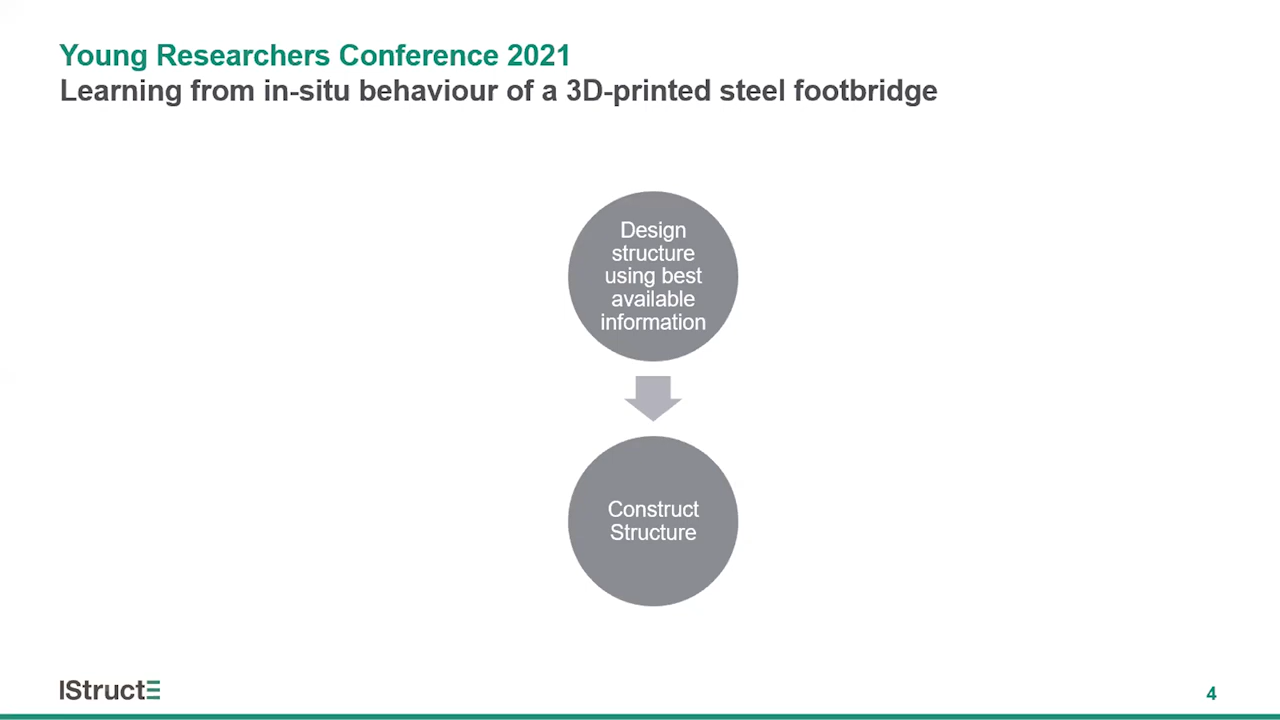 Young Researchers Conference 2021
Learning from in-situ behaviour of a 3D-printed steel footbridge
Design
structure
using best
available
information
Construct
Structure
IStructE
4